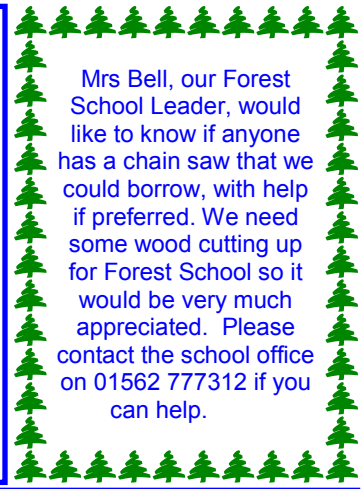 Mrs Bell, our Forest
School Leader, would
like to know if anyone
has a chain saw that we
could borrow, with help
if preferred. We need
some wood cutting up
for Forest School so it
would be very much
appreciated.  Please
contact the school office
on 01562 777312 if you
can help.